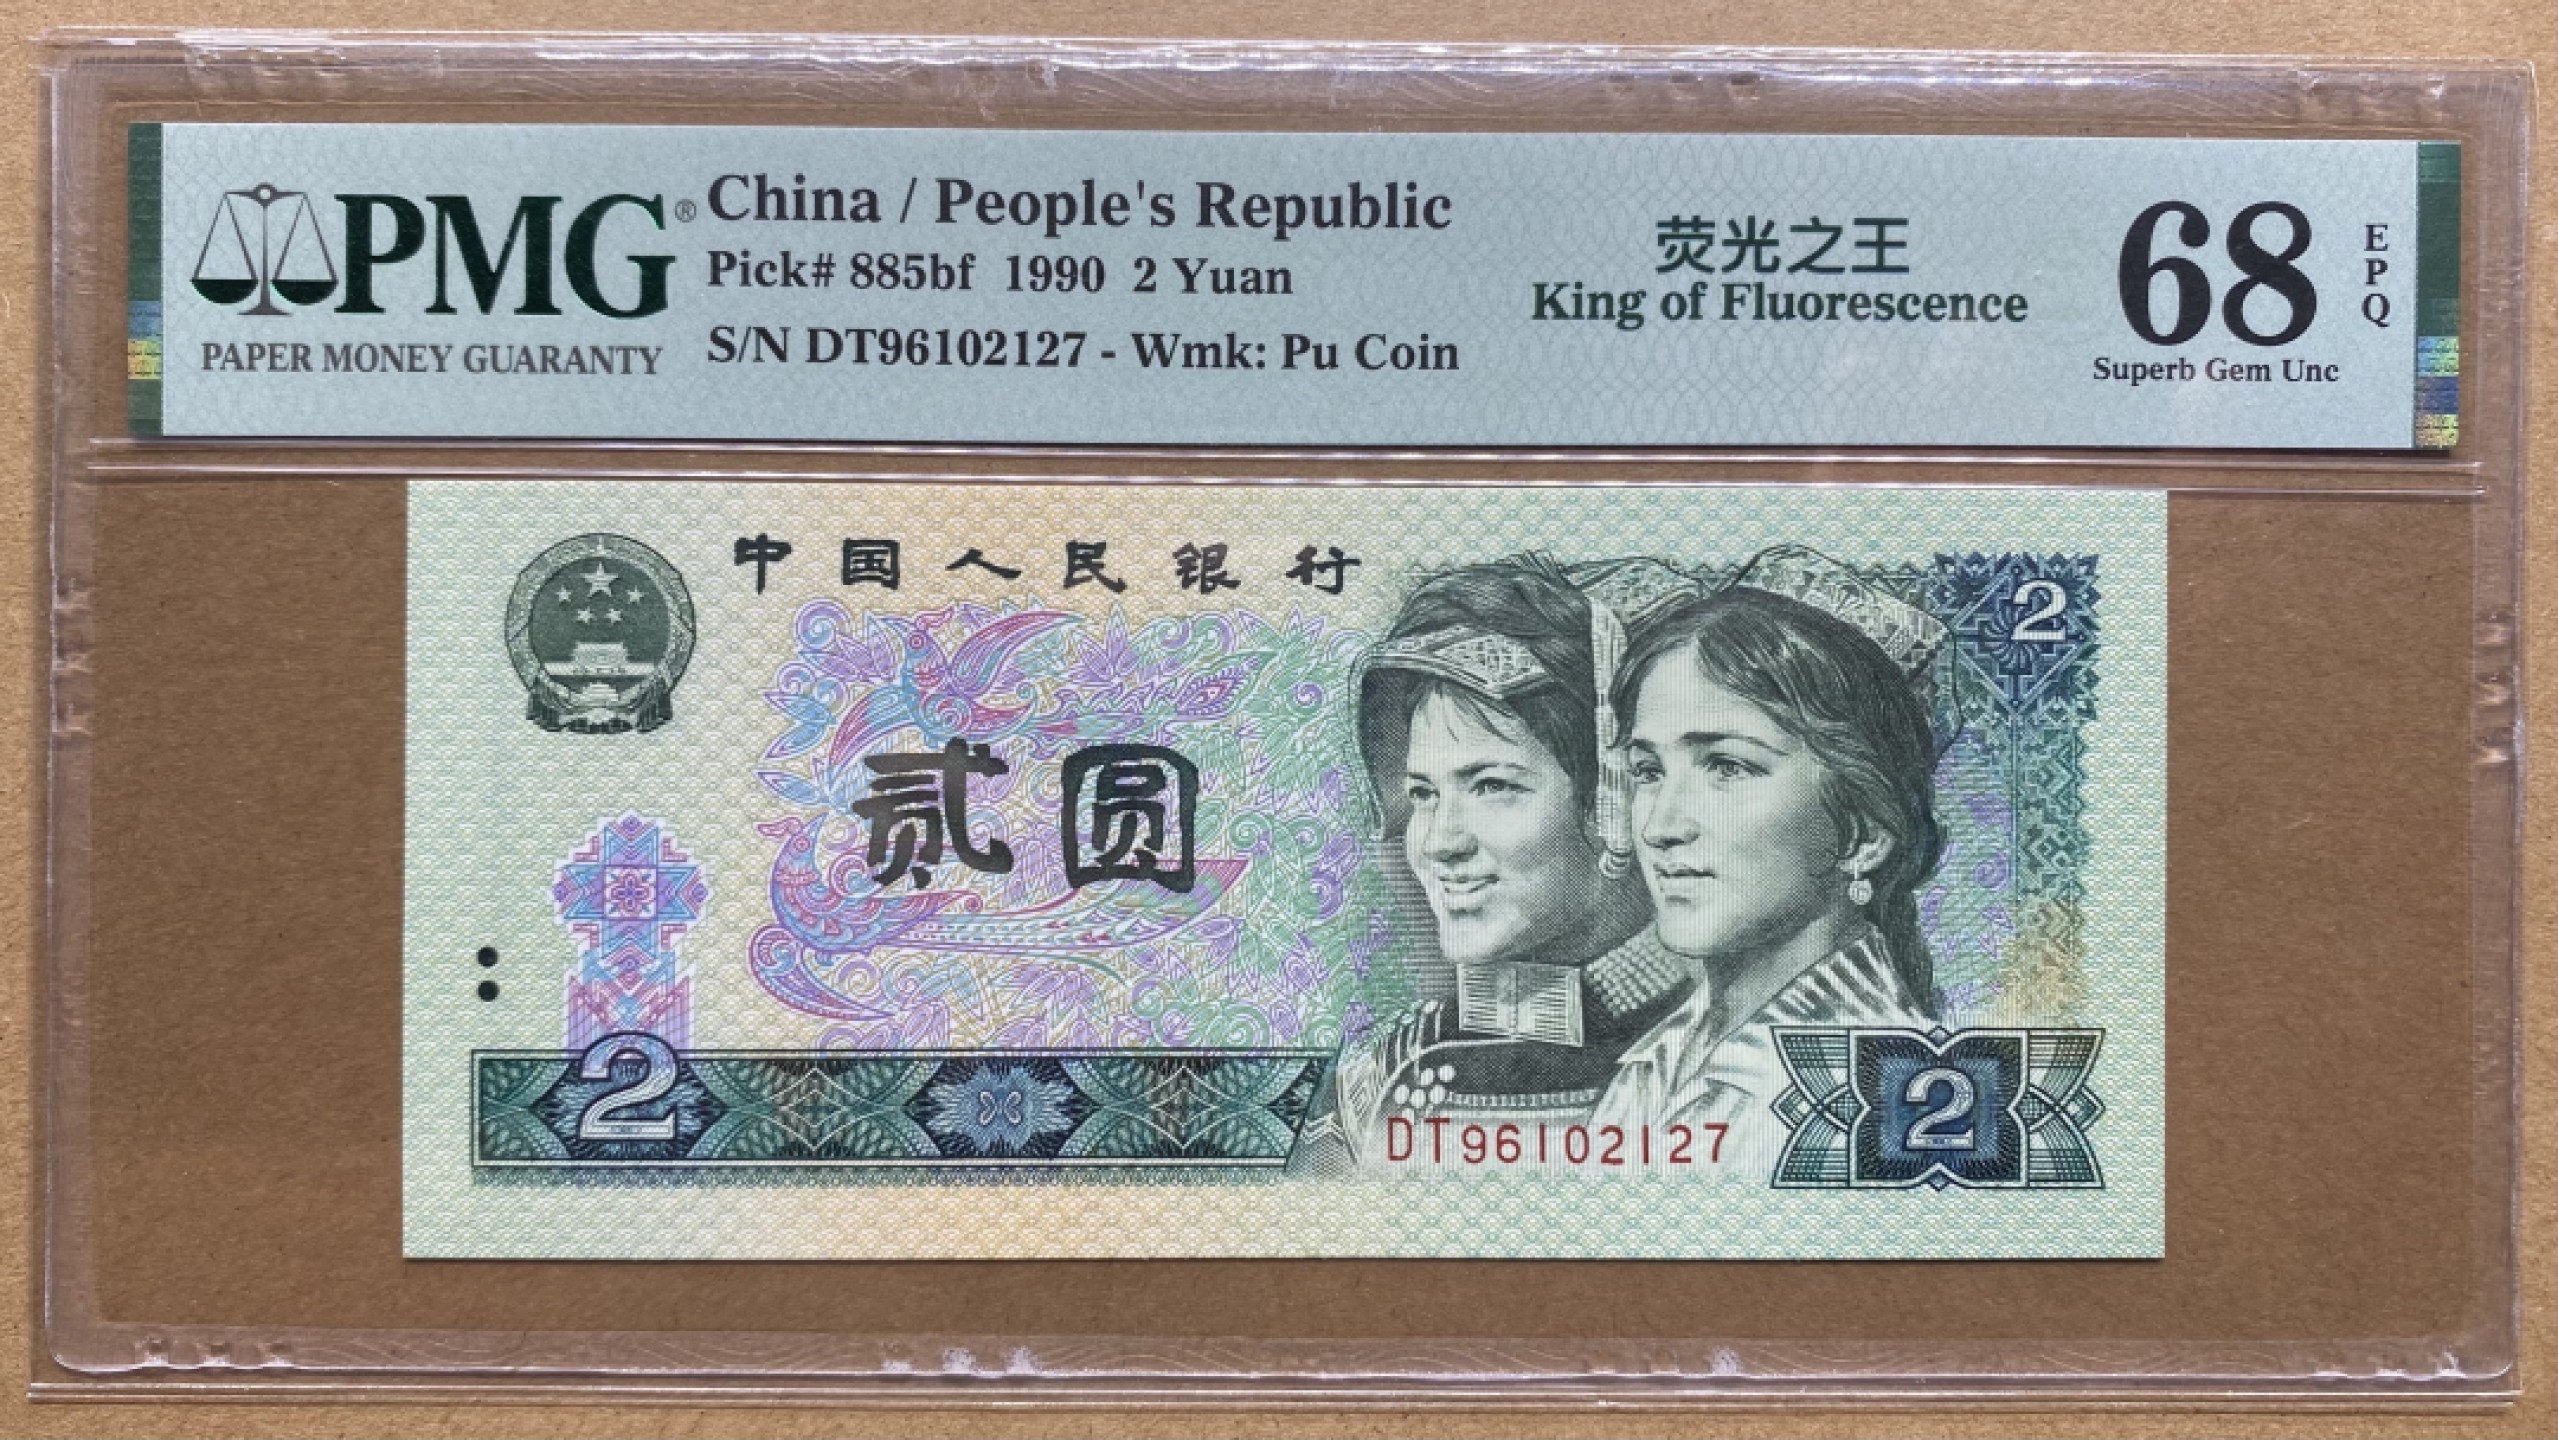 PMG®
PAPER MONEY GUARANTY
China / People's Republic
Pick# 885bf 1990 2 Yuan
S/N DT96102127 - Wmk: Pu Coin
荧光之王
King of Fluorescence
68
EPQ
Superb Gem Unc
中国人民银行
2
贰圆
2
DT96102127
2